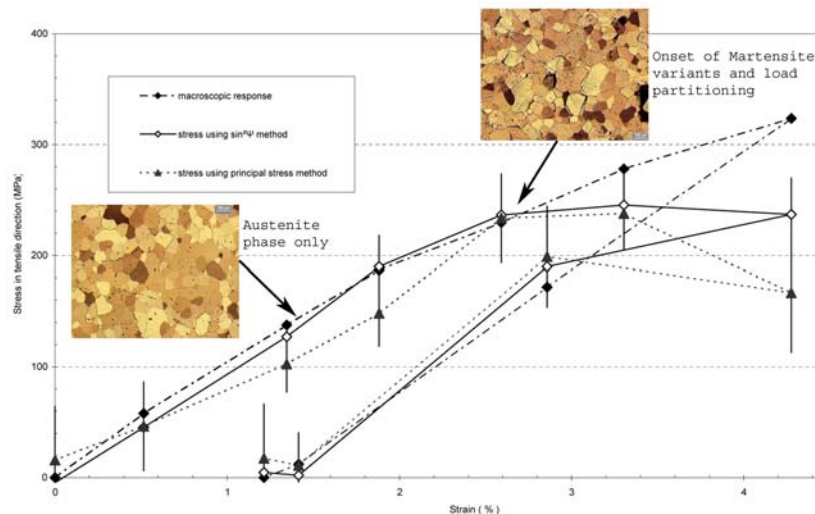 400
300
200
100
0
Stress in tensile direction (MPa)
macroscopic response
stress using sinⁿΨ method
stress using principal stress method
Austenite
phase only
Onset of Martensite
variants and load
partitioning
0
1
2
3
4
Strain ( % )